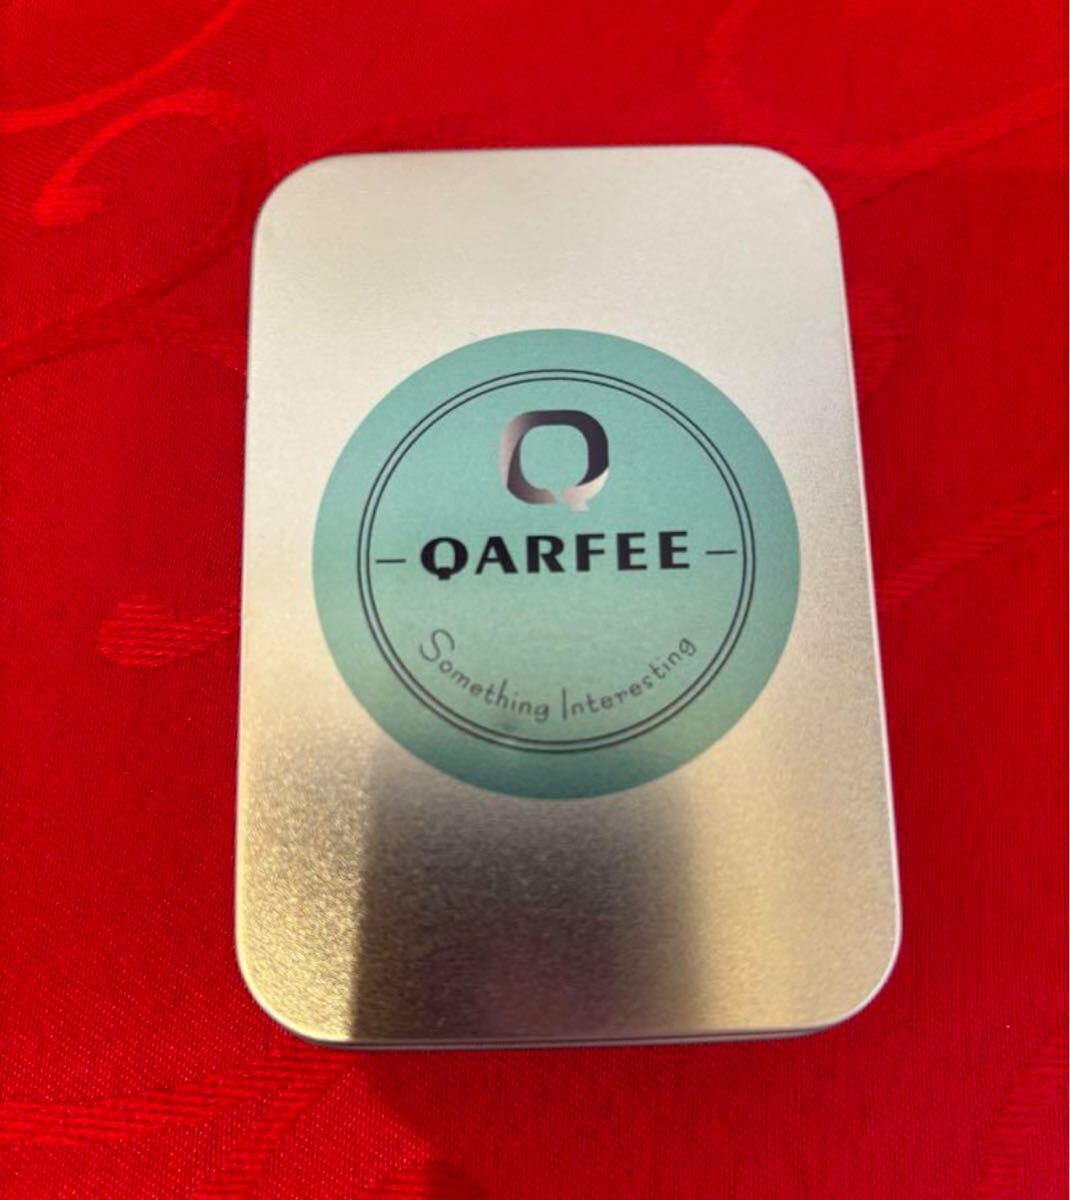 Q
— QARFEE —
Something Interesting